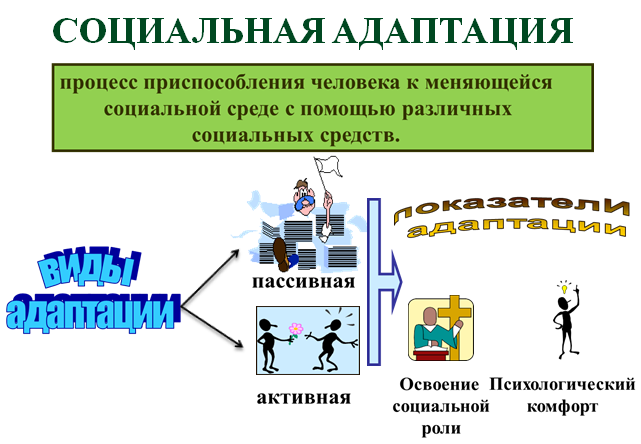 СОЦИАЛЬНАЯ АДАПТАЦИЯ
процесс приспособления человека к меняющейся
социальной среде с помощью различных
социальных средств.
виды
адаптации
пассивная
активная
показатели
адаптации
Освоение
социальной
роли
Психологический
комфорт